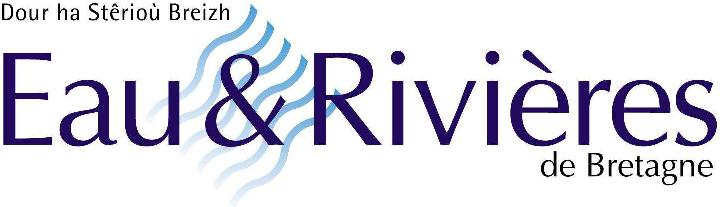 Dour ha Stêrioù Breizh
Eau & Rivières
de Bretagne